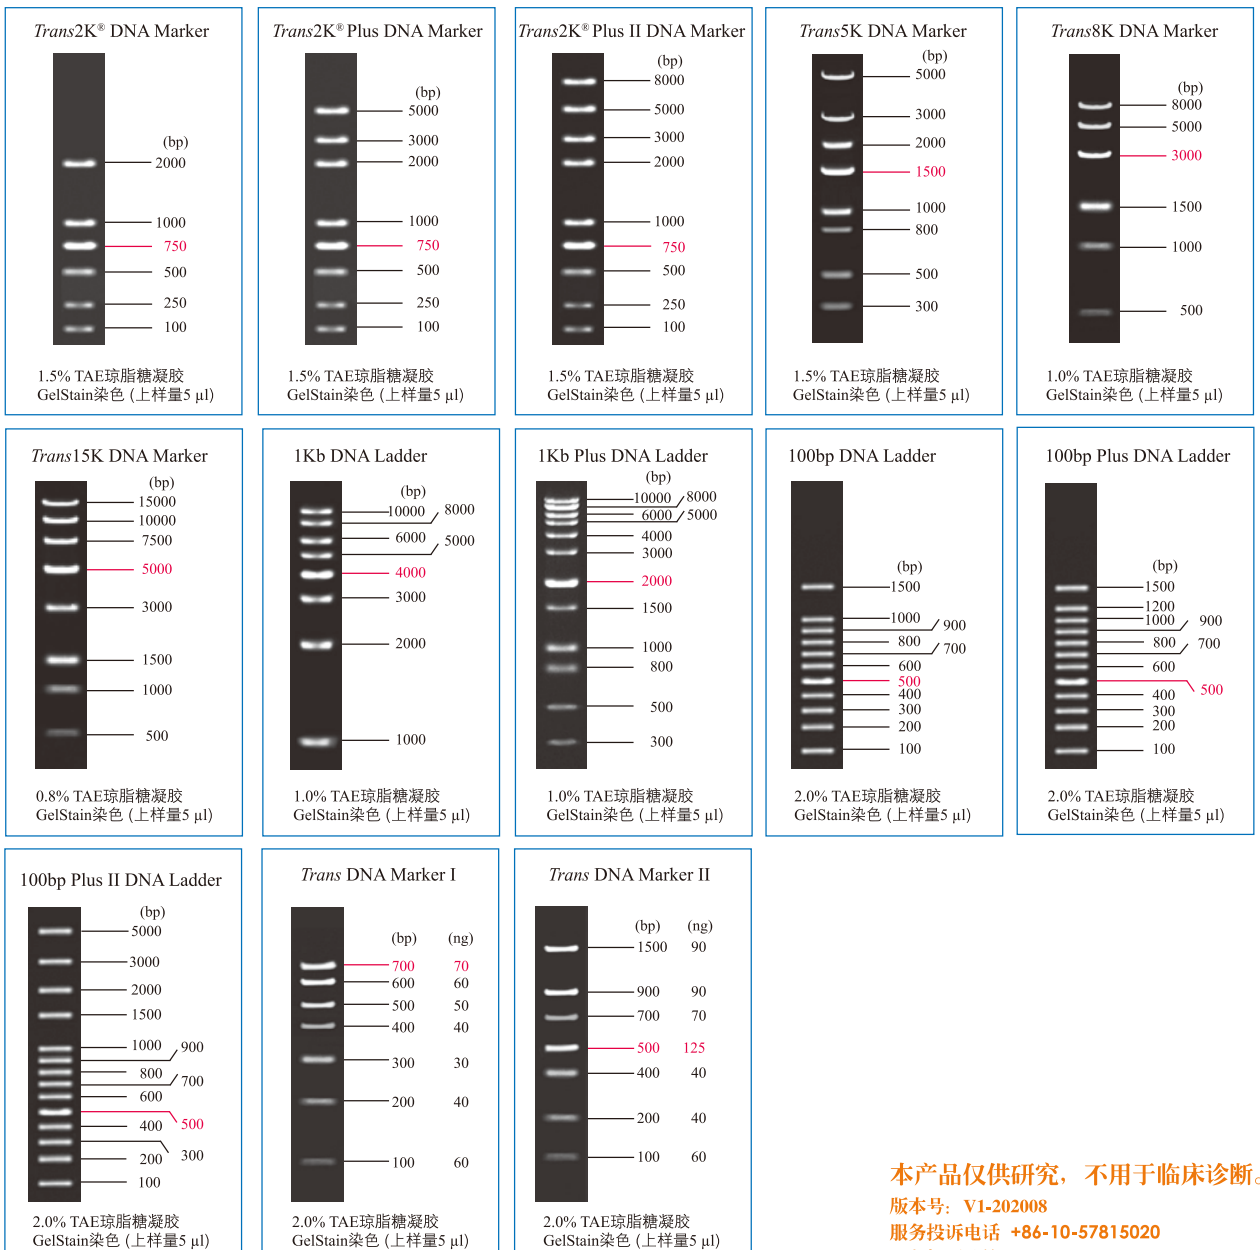 Trans2K® DNA Marker
(bp)
2000
1000
750
500
250
100
1.5% TAE琼脂糖凝胶
GelStain染色 (上样量5 µl)
Trans2K® Plus DNA Marker
(bp)
5000
3000
2000
1000
750
500
250
100
1.5% TAE琼脂糖凝胶
GelStain染色 (上样量5 µl)
Trans2K® Plus II DNA Marker
(bp)
8000
5000
3000
2000
1000
750
500
250
100
1.5% TAE琼脂糖凝胶
GelStain染色 (上样量5 µl)
Trans5K DNA Marker
(bp)
5000
3000
2000
1500
1000
800
500
300
1.5% TAE琼脂糖凝胶
GelStain染色 (上样量5 µl)
Trans8K DNA Marker
(bp)
8000
5000
3000
1500
1000
500
1.0% TAE琼脂糖凝胶
GelStain染色 (上样量5 µl)
Trans15K DNA Marker
(bp)
15000
10000
7500
5000
3000
1500
1000
500
0.8% TAE琼脂糖凝胶
GelStain染色 (上样量5 µl)
1Kb DNA Ladder
(bp)
10000 8000
6000
5000
4000
3000
2000
1000
1.0% TAE琼脂糖凝胶
GelStain染色 (上样量5 µl)
1Kb Plus DNA Ladder
(bp)
10000 8000
6000 5000
4000
3000
2000
1500
1000
800
500
300
1.0% TAE琼脂糖凝胶
GelStain染色 (上样量5 µl)
100bp DNA Ladder
(bp)
1500
1000
900
800
700
600
500
400
300
200
100
2.0% TAE琼脂糖凝胶
GelStain染色 (上样量5 µl)
100bp Plus DNA Ladder
(bp)
1500
1200
1000 900
800 700
600
500
400
300
200
100
2.0% TAE琼脂糖凝胶
GelStain染色 (上样量5 µl)
100bp Plus II DNA Ladder
(bp)
5000
3000
2000
1500
1000 900
800
700
600
500
400
300
200
100
2.0% TAE琼脂糖凝胶
GelStain染色 (上样量5 µl)
Trans DNA Marker I
(bp) (ng)
700 70
600 60
500 50
400 40
300 30
200 40
100 60
2.0% TAE琼脂糖凝胶
GelStain染色 (上样量5 µl)
Trans DNA Marker II
(bp) (ng)
1500 90
900 90
700 70
500 125
400 40
200 40
100 60
2.0% TAE琼脂糖凝胶
GelStain染色 (上样量5 µl)
本产品仅供研究，不用于临床诊断。
版本号：V1-202008
服务投诉电话 +86-10-57815020